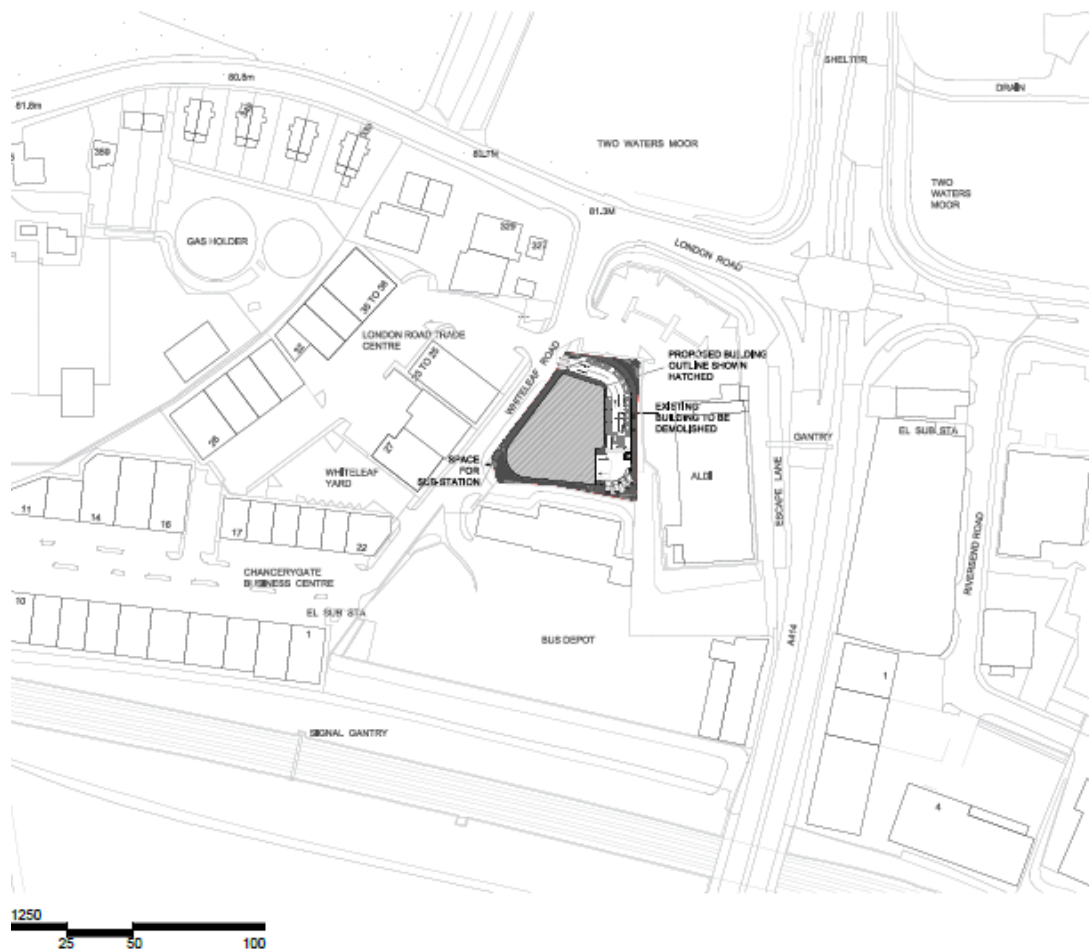 SHELTER
80.8m
DRAIN
81.8m
359
TWO WATERS MOOR
TWO
WATERS
MOOR
81.3M
329
327
LONDON ROAD
GAS HOLDER
35 TO 38
32
LONDON ROAD TRADE
CENTRE
WHITELEAF ROAD
PROPOSED BUILDING
OUTLINE SHOWN
HATCHED
EXISTING
BUILDING TO BE
DEMOLISHED
GANTRY
EL SUB STA
26
27
SPACE
FOR
SUB-STATION
WHITELEAF
YARD
ALDI
ESCAPE LANE
RIVERSEND ROAD
11
14
16
17
22
CHANCERYGATE
BUSINESS CENTRE
10
EL SUB STA
1
BUS DEPOT
A414
1
SIGNAL GANTRY
4
1250
25 50 100